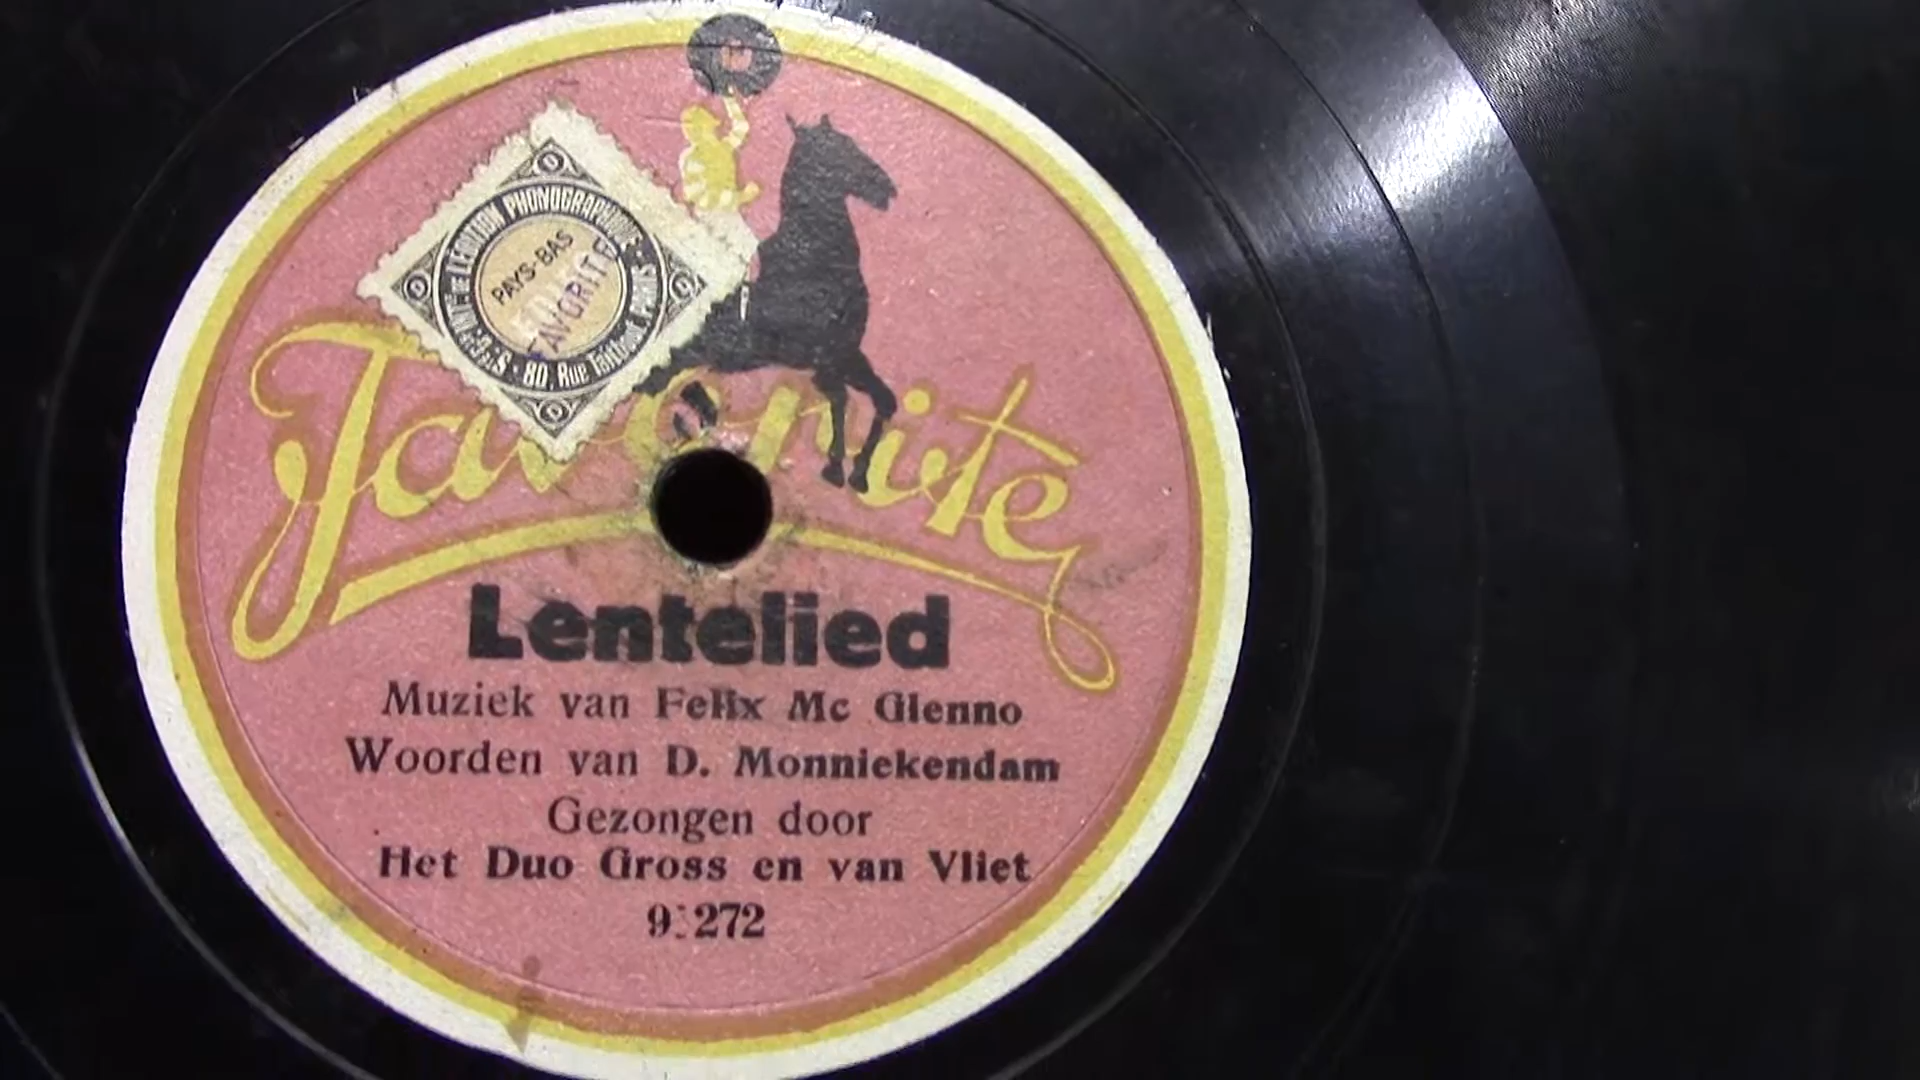 PAYS-BAS
FAVORITE
PHONOGRAPHIQUE
80, Rue
Favorite
Lentelied
Muziek van Felix Mc Glenno
Woorden van D. Monniekendam
Gezongen door
Het Duo Gross en van Vliet